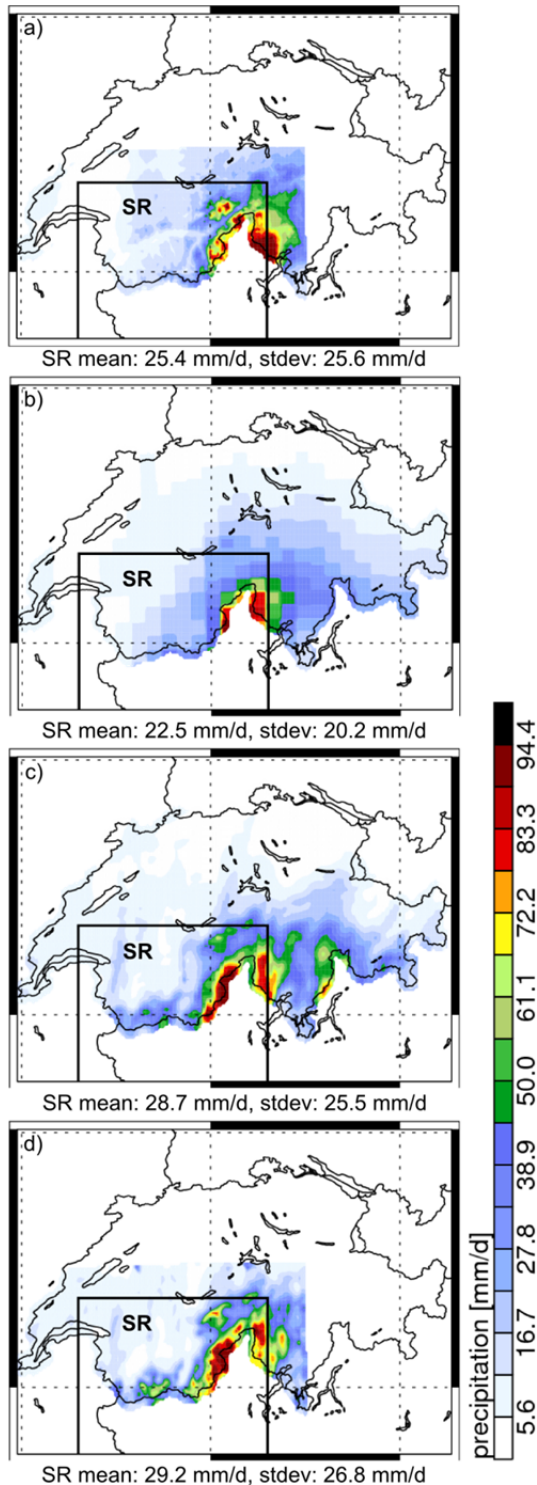 a)
SR
SR mean: 25.4 mm/d, stdev: 25.6 mm/d
b)
SR
SR mean: 22.5 mm/d, stdev: 20.2 mm/d
c)
SR
SR mean: 28.7 mm/d, stdev: 25.5 mm/d
d)
SR
SR mean: 29.2 mm/d, stdev: 26.8 mm/d
precipitation [mm/d]
94.4
83.3
72.2
61.1
50.0
38.9
27.8
16.7
5.6